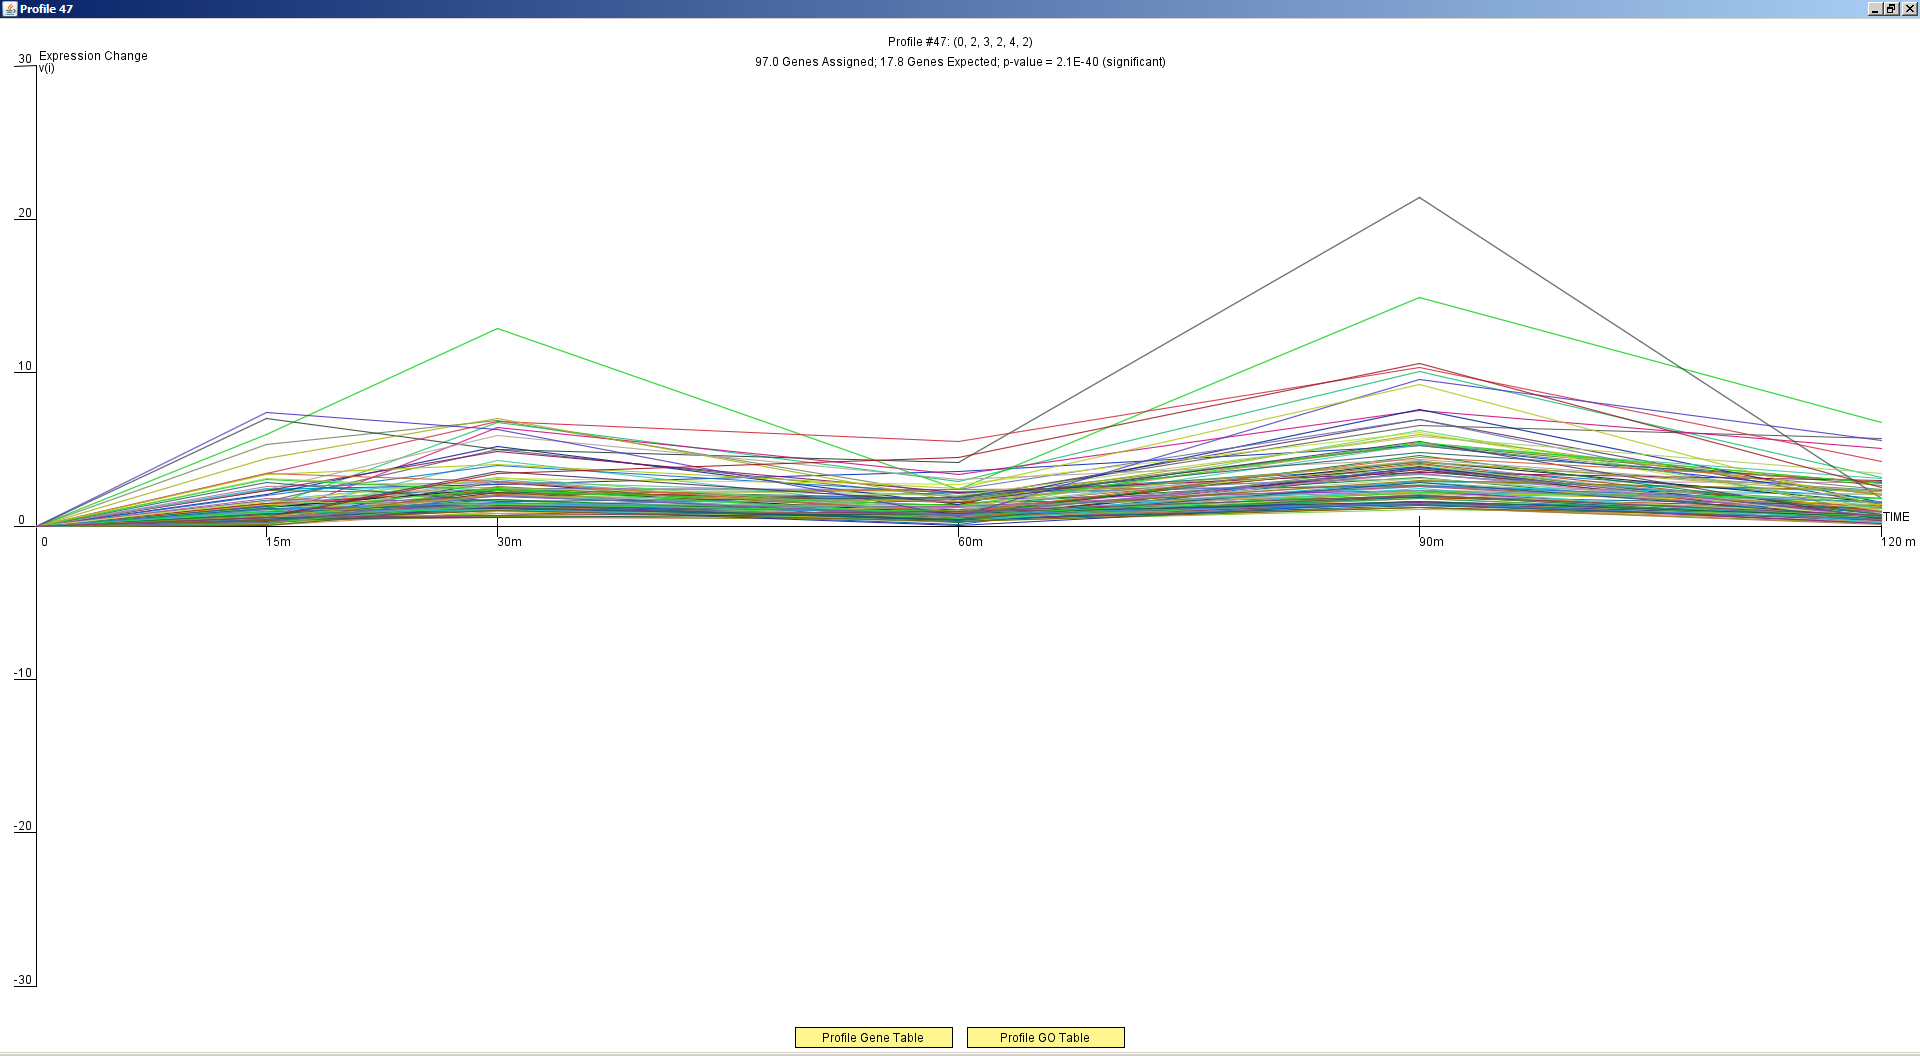 Profile 47
Profile #47: (0, 2, 3, 2, 4, 2)
97.0 Genes Assigned; 17.8 Genes Expected; p-value = 2.1E-40 (significant)
Expression Change
v(i)
30
20
10
0
-10
-20
-30
0 15m 30m 60m 90m 120 m
TIME
Profile Gene Table Profile GO Table